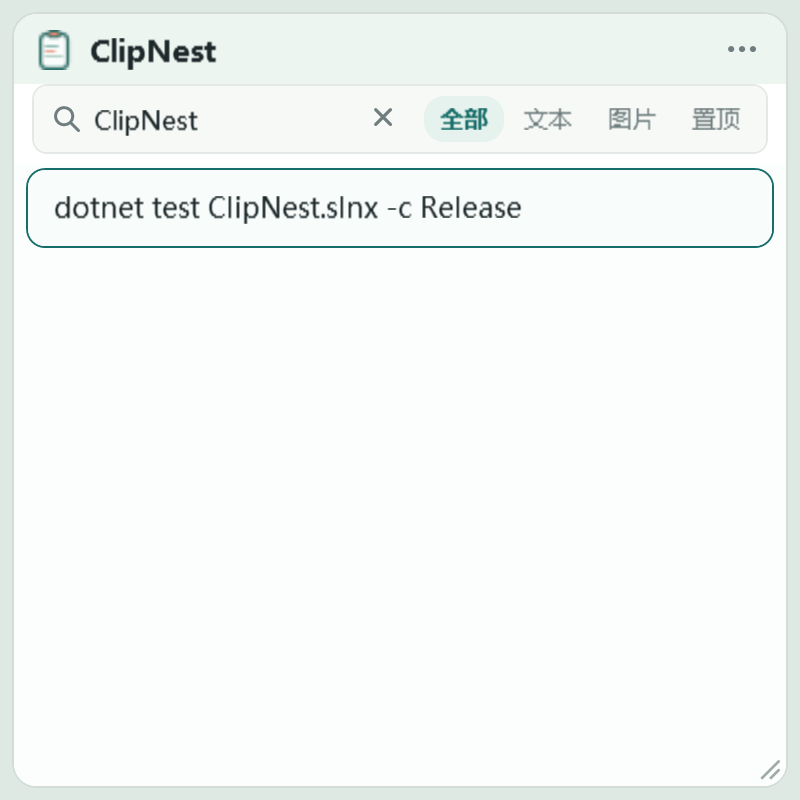 ClipNest
ClipNest 全部 文本 图片 置顶
dotnet test ClipNest.slnx -c Release